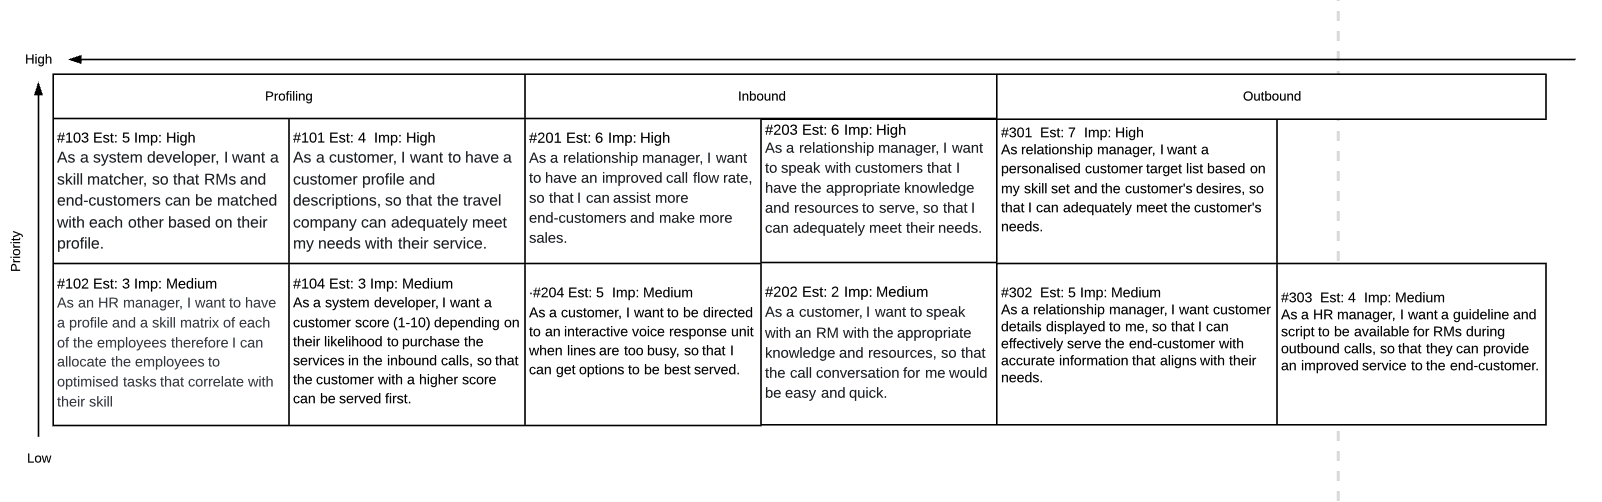 High
Profiling
Inbound
Outbound
#103 Est: 5 Imp: High
As a system developer, I want a
skill matcher, so that RMs and
end-customers can be matched
with each other based on their
profile.
#101 Est: 4  Imp: High
As a customer, I want to have a
customer profile and
descriptions, so that the travel
company can adequately meet
my needs with their service.
#201 Est: 6 Imp: High
As a relationship manager, I want
to have an improved call flow rate,
so that I can assist more
end-customers and make more
sales.
#203 Est: 6 Imp: High
As a relationship manager, I want
to speak with customers that I
have the appropriate knowledge
and resources to serve, so that I
can adequately meet their needs.
#301  Est: 7  Imp: High
As relationship manager, I want a
personalised customer target list based on
my skill set and the customer's desires, so
that I can adequately meet the customer's
needs.
Priority
#102 Est: 3 Imp: Medium
As an HR manager, I want to have
a profile and a skill matrix of each
of the employees therefore I can
allocate the employees to
optimised tasks that correlate with
their skill
#104 Est: 3 Imp: Medium
As a system developer, I want a
customer score (1-10) depending on
their likelihood to purchase the
services in the inbound calls, so that
the customer with a higher score
can be served first.
·#204 Est: 5  Imp: Medium
As a customer, I want to be directed
to an interactive voice response unit
when lines are too busy, so that I
can get options to be best served.
#202 Est: 2 Imp: Medium
As a customer, I want to speak
with an RM with the appropriate
knowledge and resources, so that
the call conversation for me would
be easy and quick.
#302  Est: 5 Imp: Medium
As a relationship manager, I want customer
details displayed to me, so that I can
effectively serve the end-customer with
accurate information that aligns with their
needs.
#303  Est: 4  Imp: Medium
As a HR manager, I want a guideline and
script to be available for RMs during
outbound calls, so that they can provide
an improved service to the end-customer.
Low